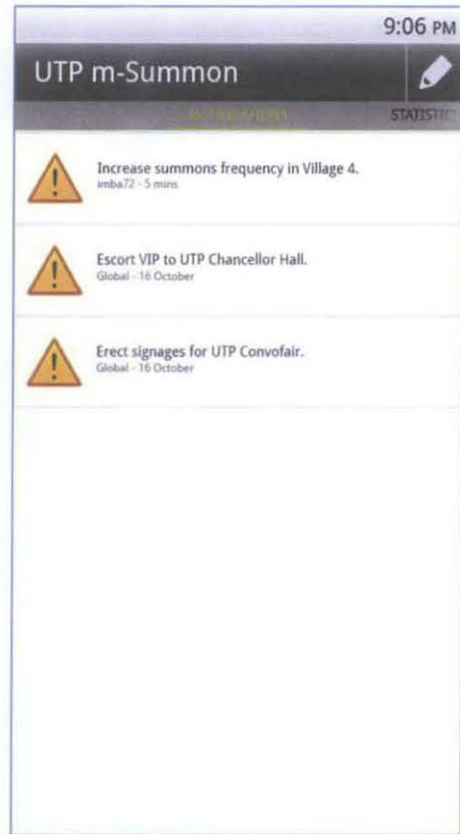 9:06 PM
UTP m-Summon
NOTIFICATIONS STATISTIC
Increase summons frequency in Village 4.
imba72 - 5 mins
Escort VIP to UTP Chancellor Hall.
Global - 16 October
Erect signages for UTP Convofair.
Global - 16 October